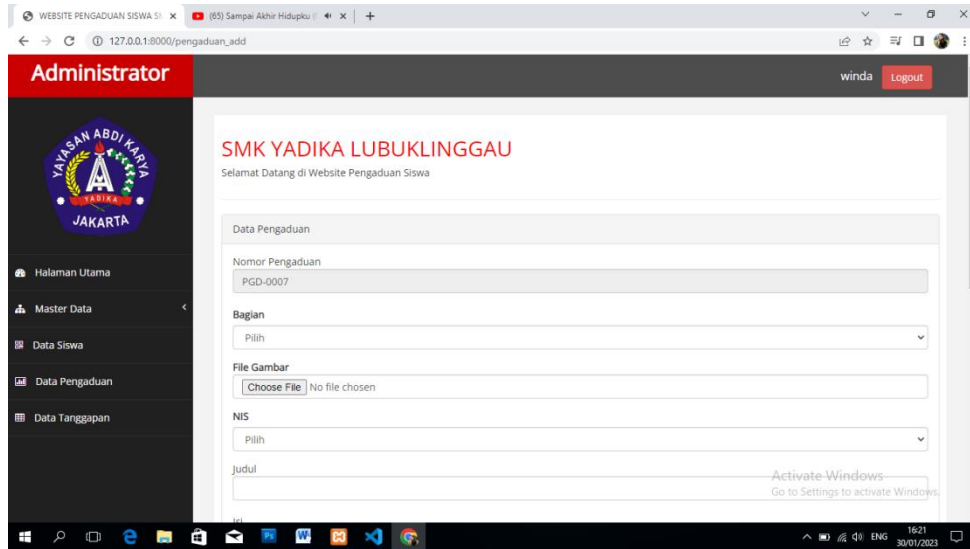 WEBSITE PENGADUAN SISWA SM
(65) Sampai Akhir Hidupku (
127.0.0.1:8000/pengaduan_add
Administrator
winda
Logout
YAYASAN ABDI KARYA
YADIKA
JAKARTA
SMK YADIKA LUBUKLINGGAU
Selamat Datang di Website Pengaduan Siswa
Data Pengaduan
Nomor Pengaduan
PGD-0007
Bagian
Pilih
File Gambar
Choose File No file chosen
NIS
Pilih
Judul
Isi
Halaman Utama
Master Data
Data Siswa
Data Pengaduan
Data Tanggapan
Activate Windows
Go to Settings to activate Windows.
Ps
W
ENG
16:21
30/01/2023